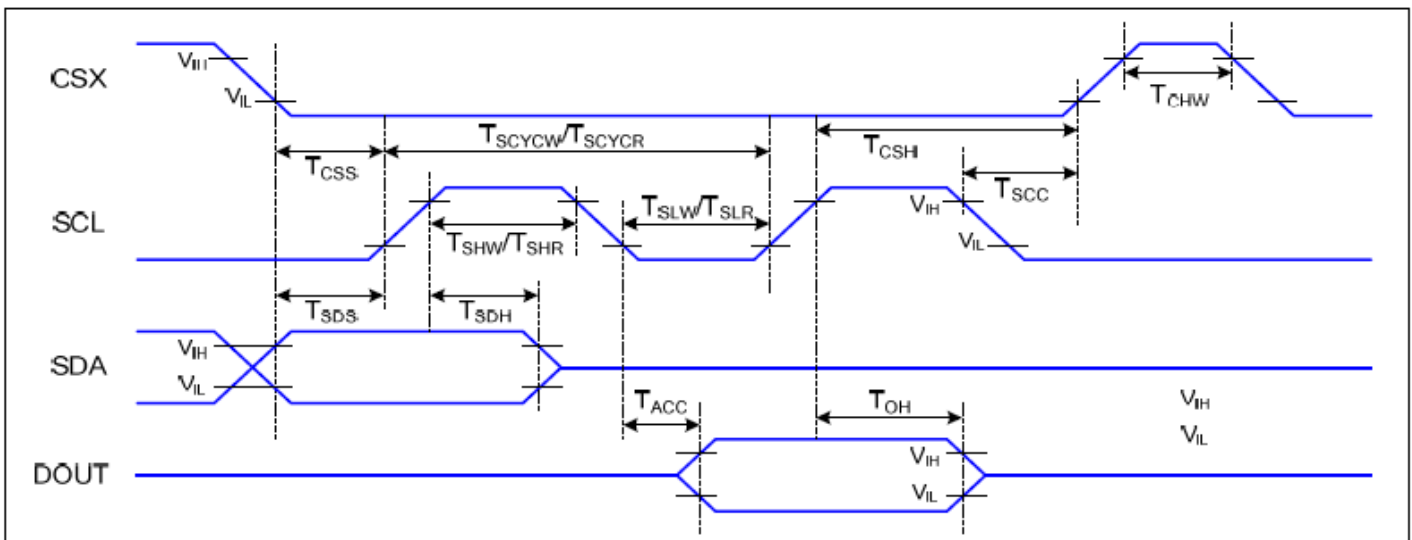 CSX
VIH
VIL
TCHW
TSCYCW/TSCYCR
TCSH
TCSS
TSCC
SCL
TSLW/TSLR
VIH
TSHW/TSHR
VIL
TSDS
TSDH
SDA
VIH
VIL
TACC
TOH
VIH
VIL
DOUT
VIH
VIL